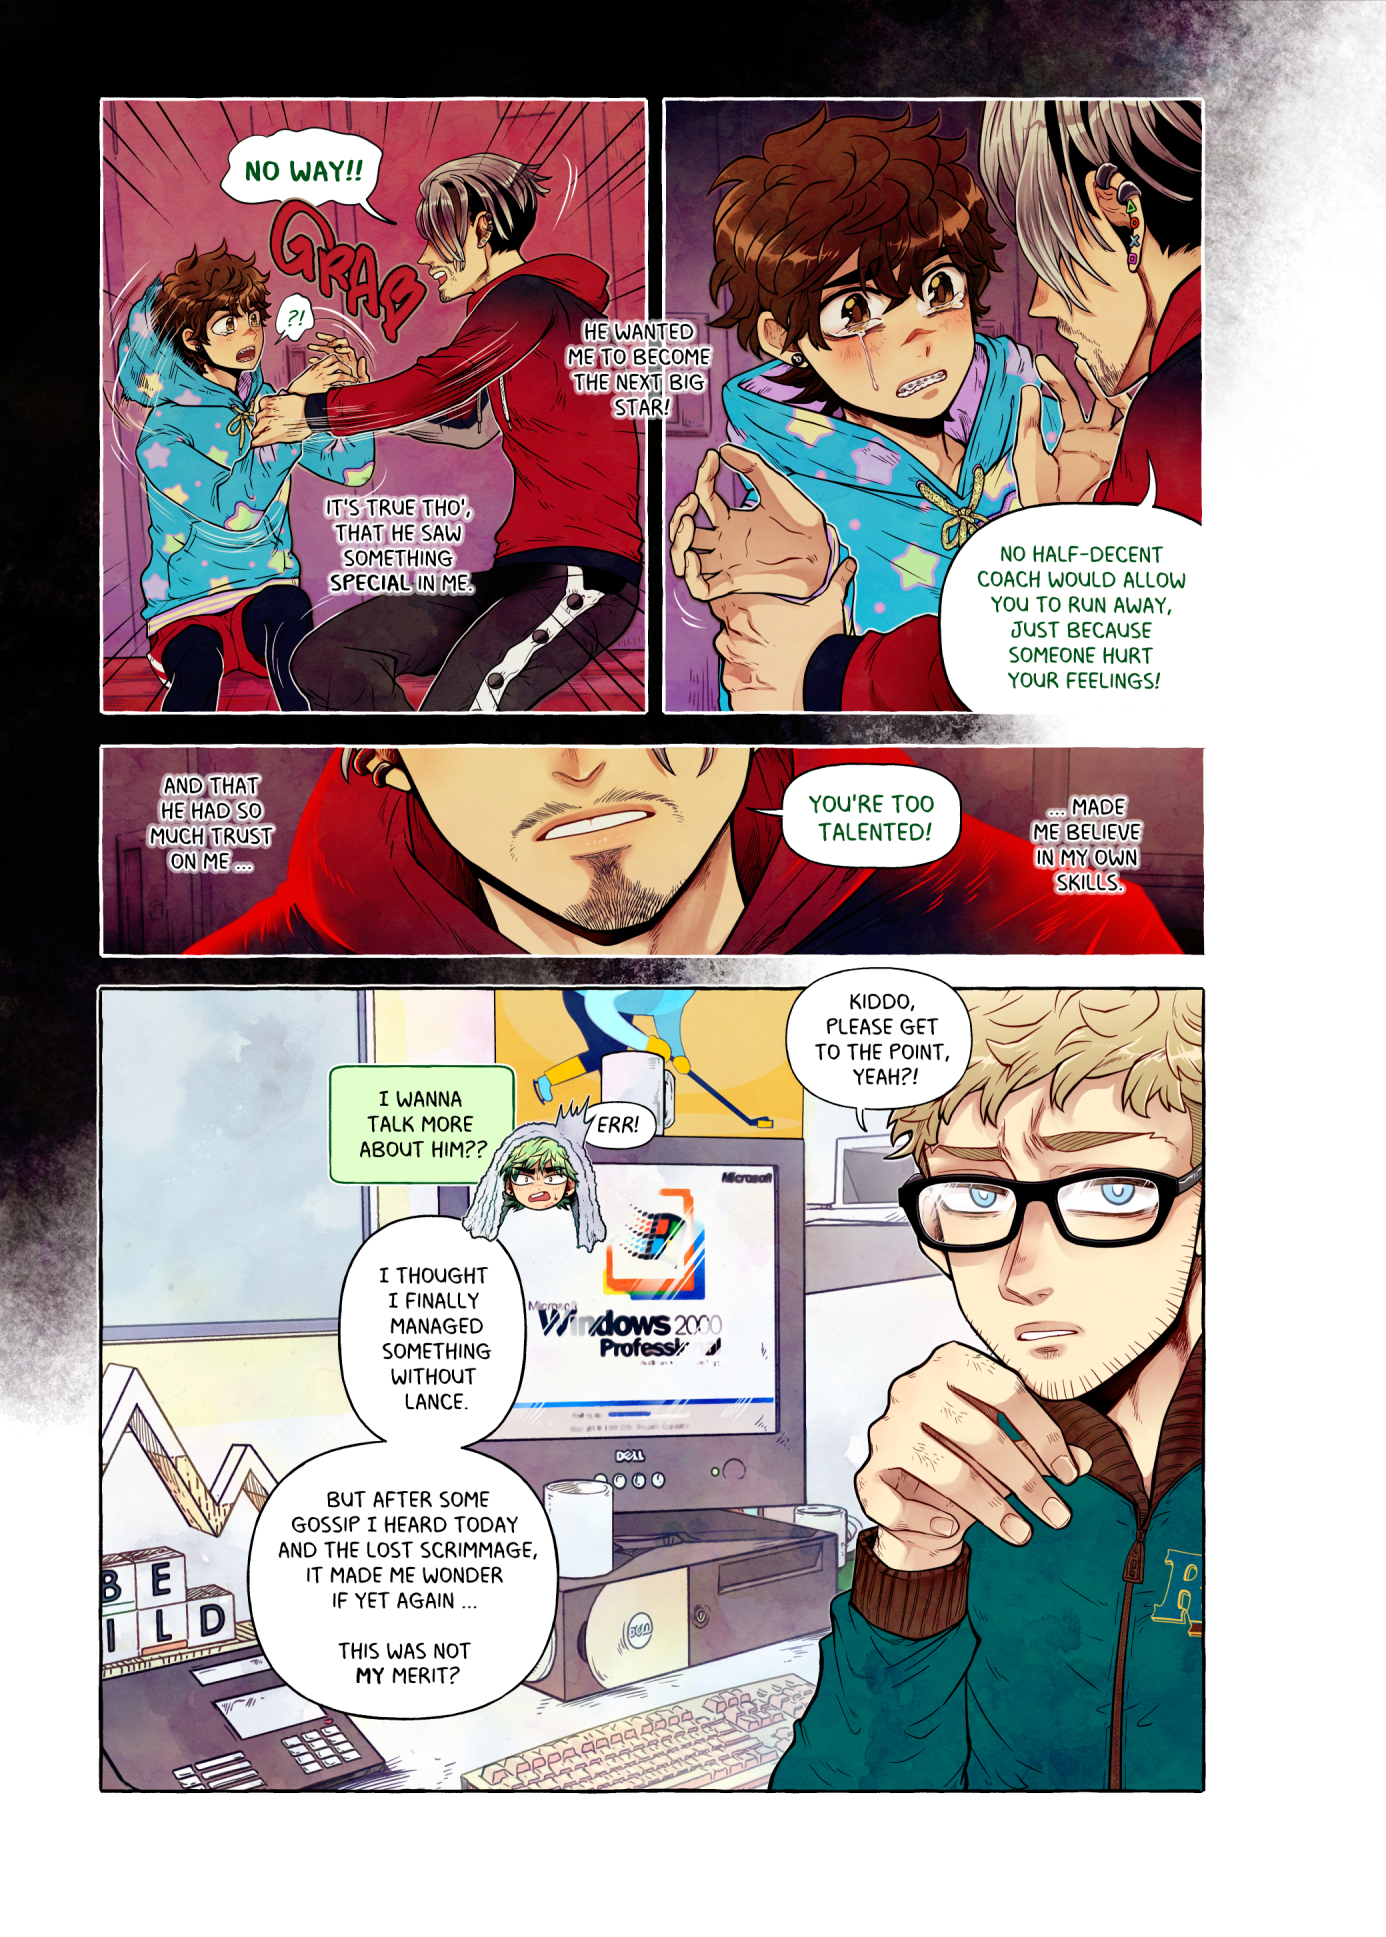 NO WAY!!
GRAB
?!
IT'S TRUE THO',
THAT HE SAW
SOMETHING
SPECIAL IN ME.
HE WANTED
ME TO BECOME
THE NEXT BIG
STAR!
NO HALF-DECENT
COACH WOULD ALLOW
YOU TO RUN AWAY,
JUST BECAUSE
SOMEONE HURT
YOUR FEELINGS!
AND THAT
HE HAD SO
MUCH TRUST
ON ME ...
YOU'RE TOO
TALENTED!
... MADE
ME BELIEVE
IN MY OWN
SKILLS.
KIDDO,
PLEASE GET
TO THE POINT,
YEAH?!
I WANNA
TALK MORE
ABOUT HIM??
ERR!
Microsoft
Microsoft
Windows 2000
Professional
DELL
I THOUGHT
I FINALLY
MANAGED
SOMETHING
WITHOUT
LANCE.
BUT AFTER SOME
GOSSIP I HEARD TODAY
AND THE LOST SCRIMMAGE,
IT MADE ME WONDER
IF YET AGAIN ...
THIS WAS NOT
MY MERIT?
BE
ILD
DELL
R